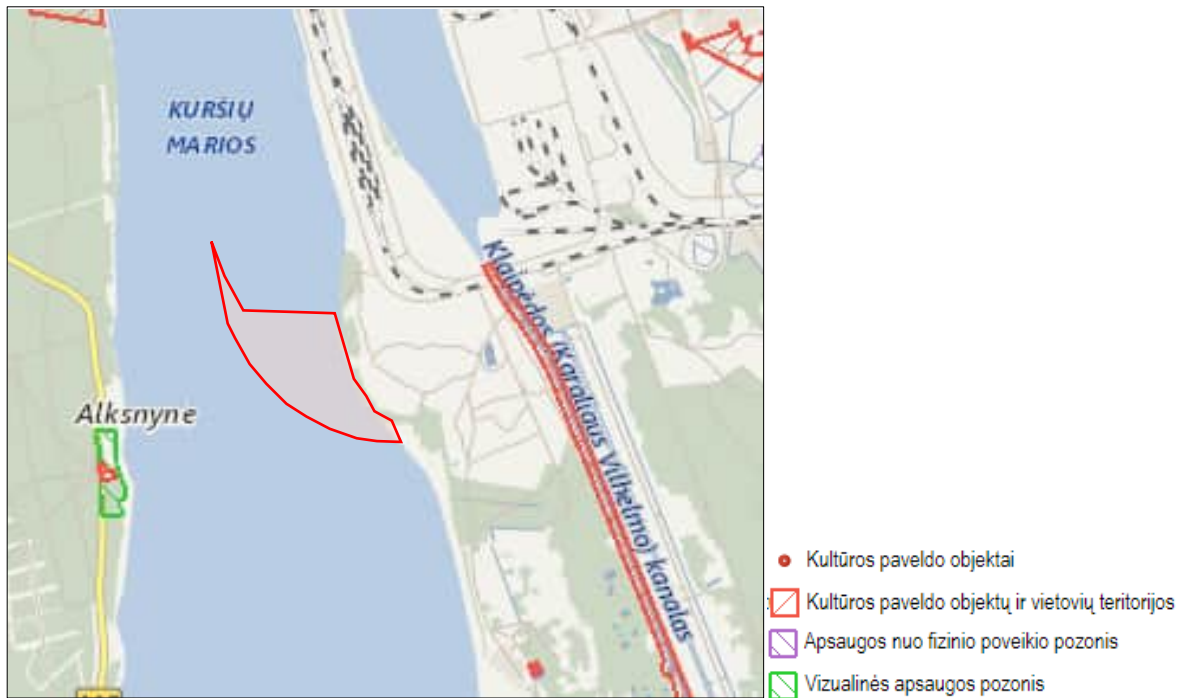 KURŠIŲ
MARIOS
Klaipėdos (Karaliaus Vilhelmo) kanalas
Alksnynė
Kultūros paveldo objektai
Kultūros paveldo objektų ir vietovių teritorijos
Apsaugos nuo fizinio poveikio pozonis
Vizualinės apsaugos pozonis